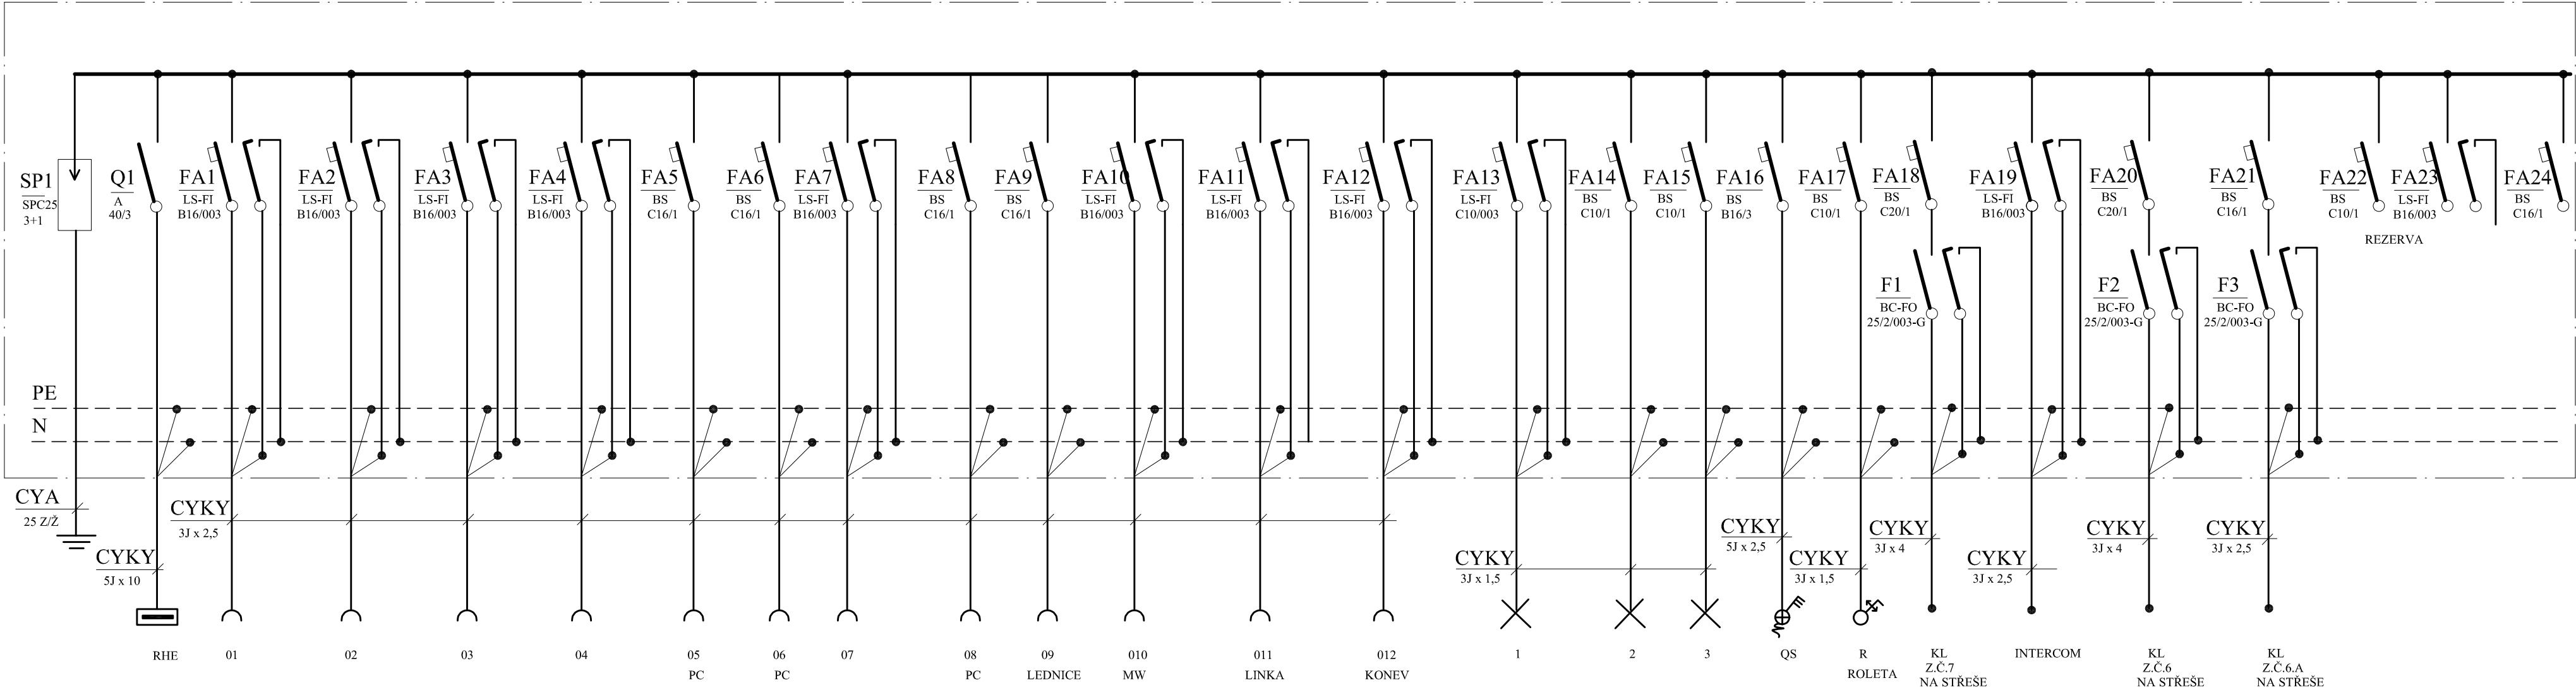 SP1
SPC25
3+1
Q1
A
40/3
FA1
LS-FI
B16/003
FA2
LS-FI
B16/003
FA3
LS-FI
B16/003
FA4
LS-FI
B16/003
FA5
BS
C16/1
FA6
BS
C16/1
FA7
LS-FI
B16/003
FA8
BS
C16/1
FA9
BS
C16/1
FA10
LS-FI
B16/003
FA11
LS-FI
B16/003
FA12
LS-FI
B16/003
FA13
LS-FI
C10/003
FA14
BS
C10/1
FA15
BS
C10/1
FA16
BS
B16/3
FA17
BS
C10/1
FA18
BS
C20/1
FA19
LS-FI
B16/003
FA20
BS
C20/1
FA21
BS
C16/1
FA22
BS
C10/1
FA23
LS-FI
B16/003
FA24
BS
C16/1
REZERVA
F1
BC-FO
25/2/003-G
F2
BC-FO
25/2/003-G
F3
BC-FO
25/2/003-G
PE
N
CYA
25 Z/Ž
CYKY
5J x 10
CYKY
3J x 2,5
CYKY
3J x 1,5
CYKY
5J x 2,5
CYKY
3J x 1,5
CYKY
3J x 4
CYKY
3J x 2,5
CYKY
3J x 4
CYKY
3J x 2,5
RHE
01
02
03
04
05
PC
06
PC
07
08
PC
09
LEDNICE
010
MW
011
LINKA
012
KONEV
1
2
3
QS
R
ROLETA
KL
Z.Č.7
NA STŘEŠE
INTERCOM
KL
Z.Č.6
NA STŘEŠE
KL
Z.Č.6.A
NA STŘEŠE